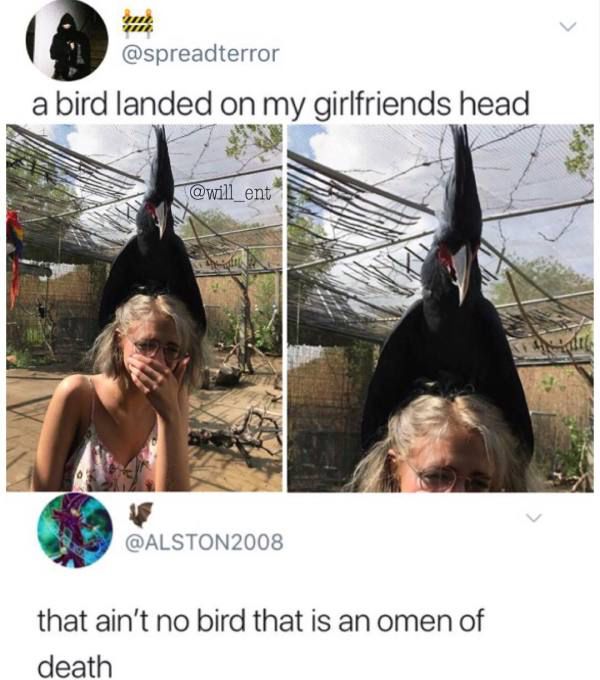 @spreadterror
a bird landed on my girlfriends head
@will_ent
@ALSTON2008
that ain't no bird that is an omen of
death